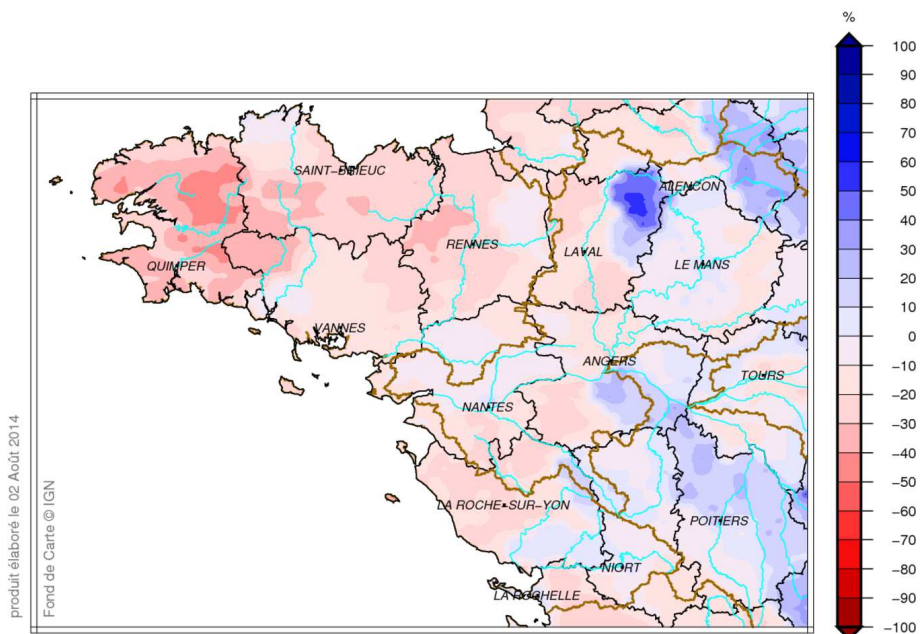 %
100
90
80
70
60
50
40
30
20
10
0
−10
−20
−30
−40
−50
−60
−70
−80
−90
−100
SAINT−BRIEUC
ALENCON
RENNES
LAVAL
LE MANS
QUIMPER
VANNES
ANGERS
TOURS
NANTES
LA ROCHE−SUR−YON
POITIERS
NIORT
LA ROCHELLE
produit élaboré le 02 Août 2014
Fond de Carte © IGN